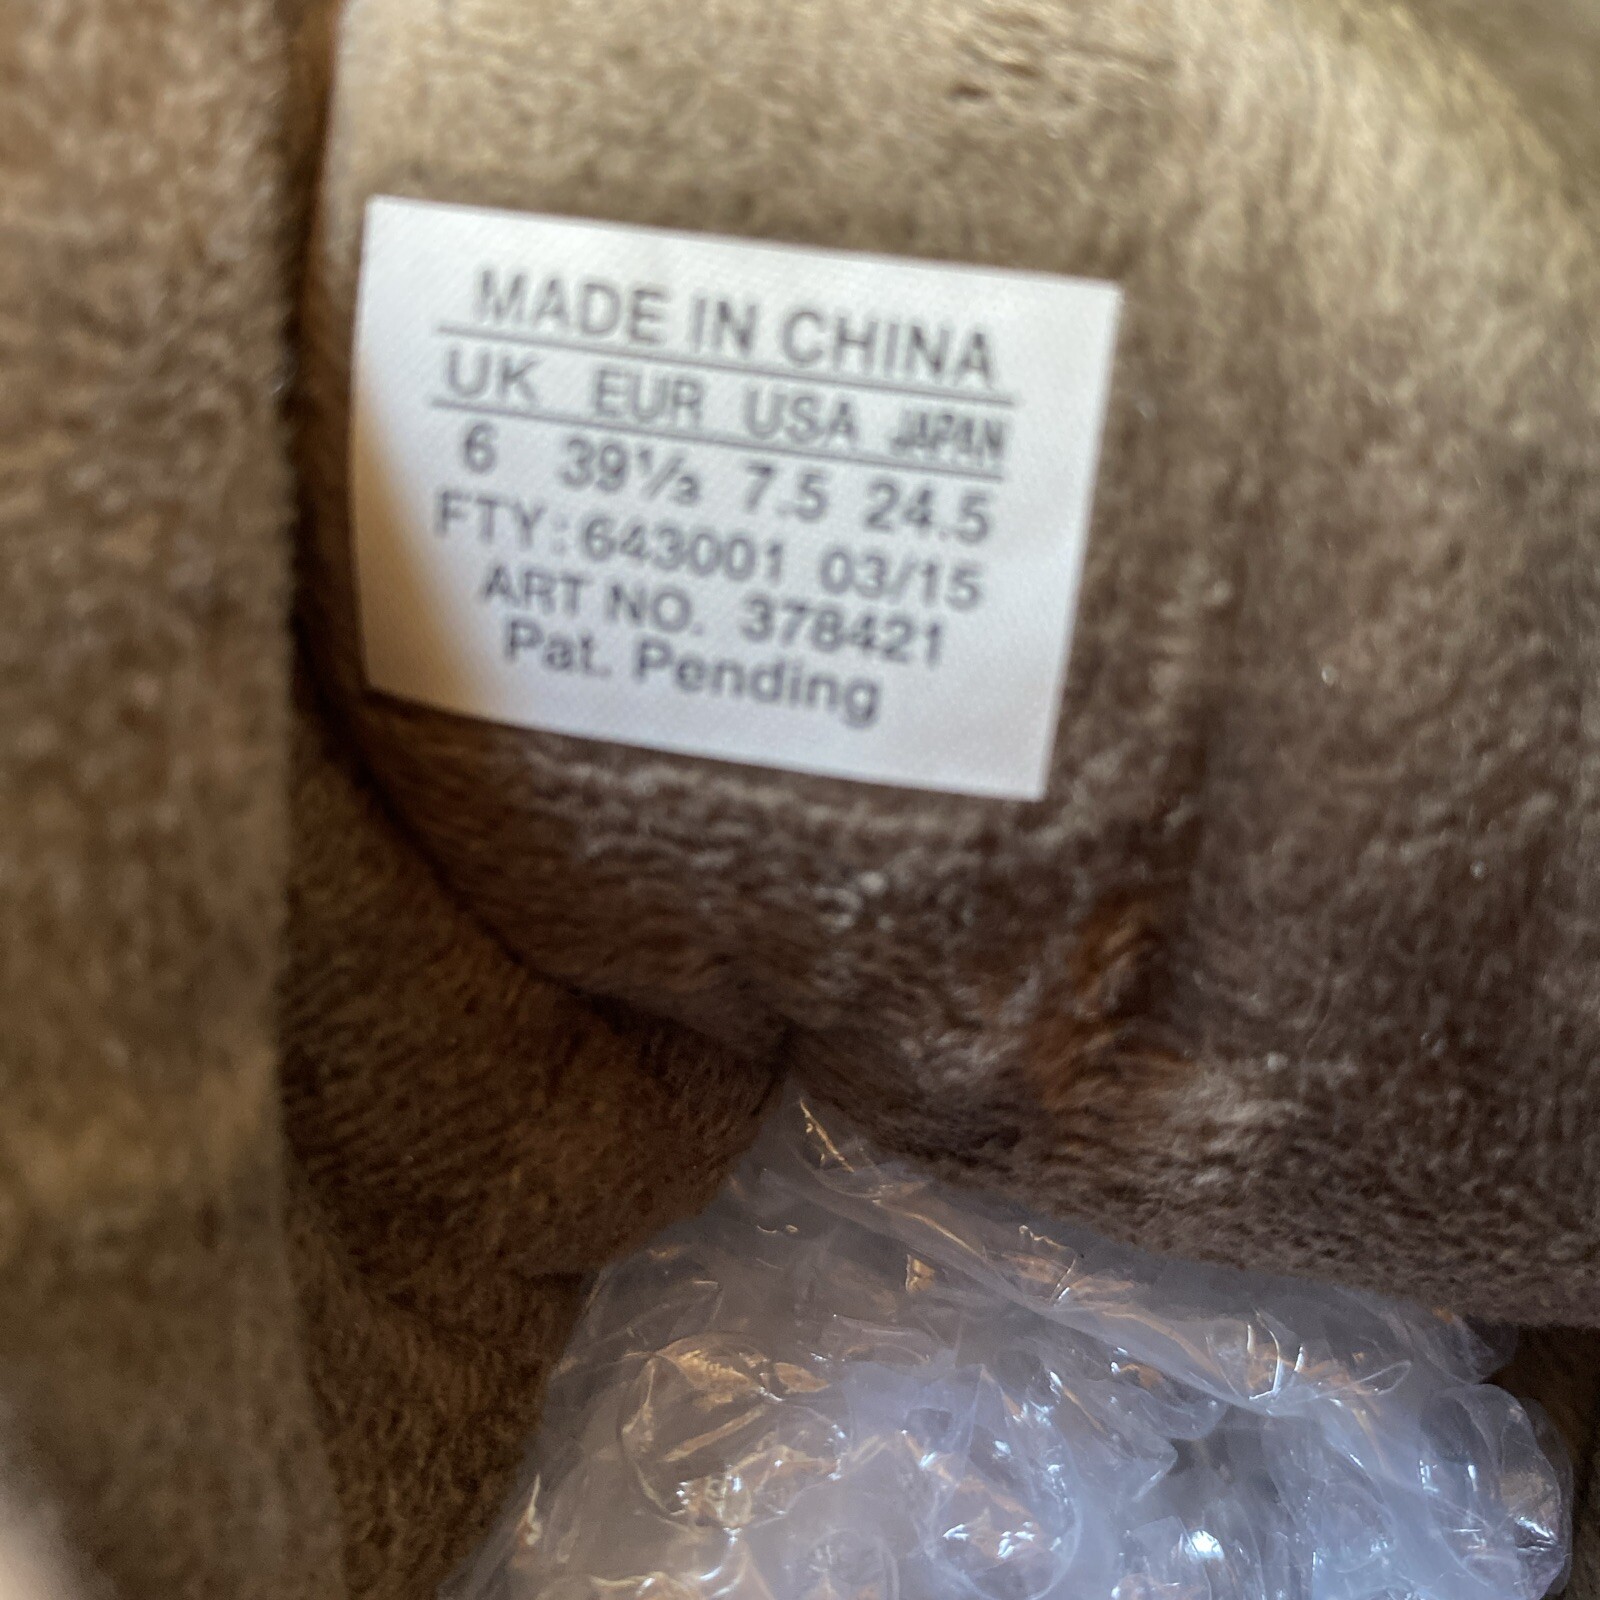 MADE IN CHINA
UK EUR USA JAPAN
6 39⅓ 7.5 24.5
FTY:643001 03/15
ART NO. 378421
Pat. Pending